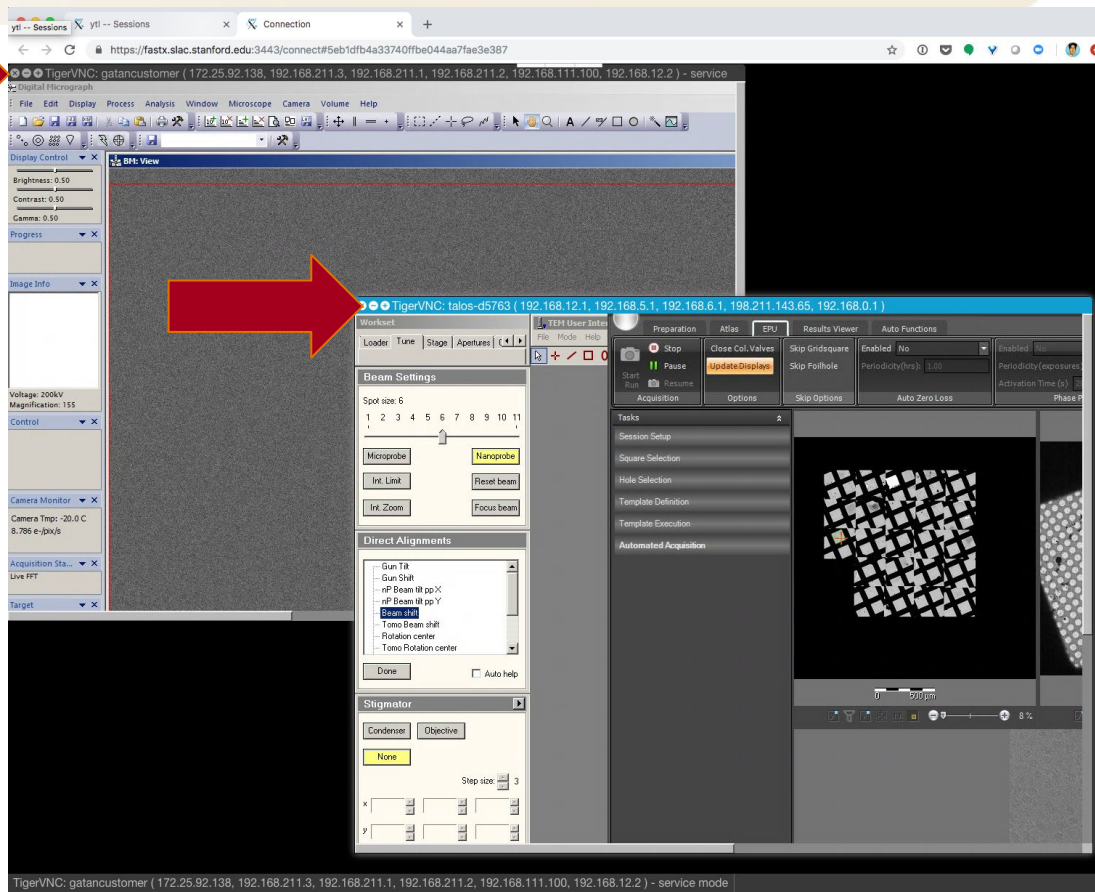 ytl -- Sessions
ytl -- Sessions
Connection
https://fastx.slac.stanford.edu:3443/connect#5eb1dfb4a33740ffbe044aa7fae3e387
TigerVNC: gatancustomer ( 172.25.92.138, 192.168.211.3, 192.168.211.1, 192.168.211.2, 192.168.111.100, 192.168.12.2 ) - service
Digital Micrograph
File Edit Display Process Analysis Window Microscope Camera Volume Help
Display Control
BM: View
Brightness: 0.50
Contrast: 0.50
Gamma: 0.50
Progress
Image Info
Voltage: 200kV
Magnification: 155
Control
Camera Monitor
Camera Tmp: -20.0 C
8.786 e-/pix/s
Acquisition Sta...
Live FFT
Target
TigerVNC: talos-d5763 ( 192.168.12.1, 192.168.5.1, 192.168.6.1, 198.211.143.65, 192.168.0.1 )
Workset
Loader Tune Stage Apertures
Beam Settings
Spot size: 6
1 2 3 4 5 6 7 8 9 10 11
Microprobe Nanoprobe
Int. Limit Reset beam
Int. Zoom Focus beam
Direct Alignments
Gun Tilt
Gun Shift
nP Beam tilt pp X
nP Beam tilt pp Y
Beam shift
Tomo Beam shift
Rotation center
Tomo Rotation center
Done Auto help
Stigmator
Condenser Objective
None
Step size: 3
x
y
TEM User Inter
File Mode Help
Preparation Atlas EPU Results Viewer Auto Functions
Start Run
Stop
Pause
Resume
Acquisition
Close Col. Valves
Update Displays
Options
Skip Gridsquare
Skip Foilhole
Skip Options
Enabled No
Periodicity(hrs): 1.00
Auto Zero Loss
Enabled No
Periodicity(exposures)
Activation Time (s)
Phase P
Tasks
Session Setup
Square Selection
Hole Selection
Template Definition
Template Execution
Automated Acquisition
0 500 µm
8 %
TigerVNC: gatancustomer ( 172.25.92.138, 192.168.211.3, 192.168.211.1, 192.168.211.2, 192.168.111.100, 192.168.12.2 ) - service mode